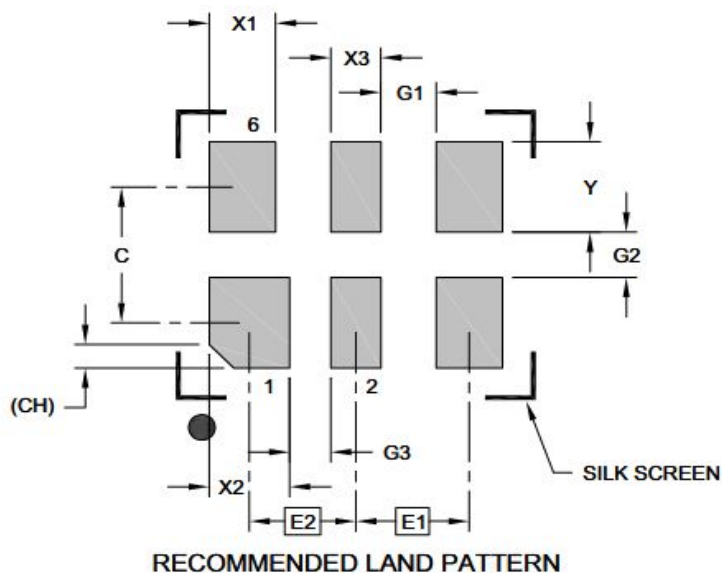 X1
X3
G1
6
Y
C
G2
(CH)
1
2
G3
X2
SILK SCREEN
E2
E1
RECOMMENDED LAND PATTERN